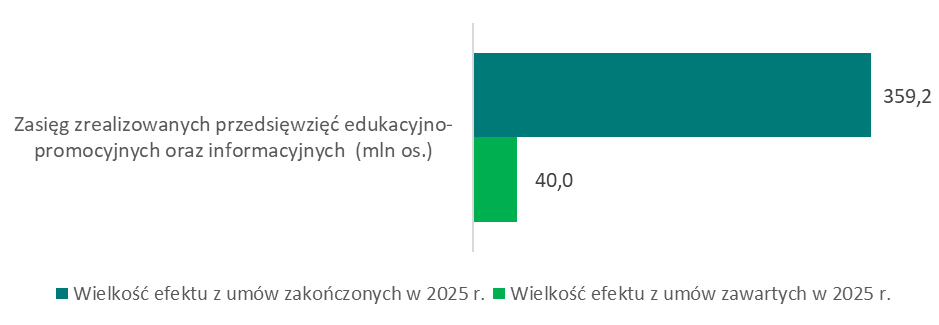 359,2
Zasięg zrealizowanych przedsięwzięć edukacyjno-
promocyjnych oraz informacyjnych (mln os.)
40,0
Wielkość efektu z umów zakończonych w 2025 r. Wielkość efektu z umów zawartych w 2025 r.